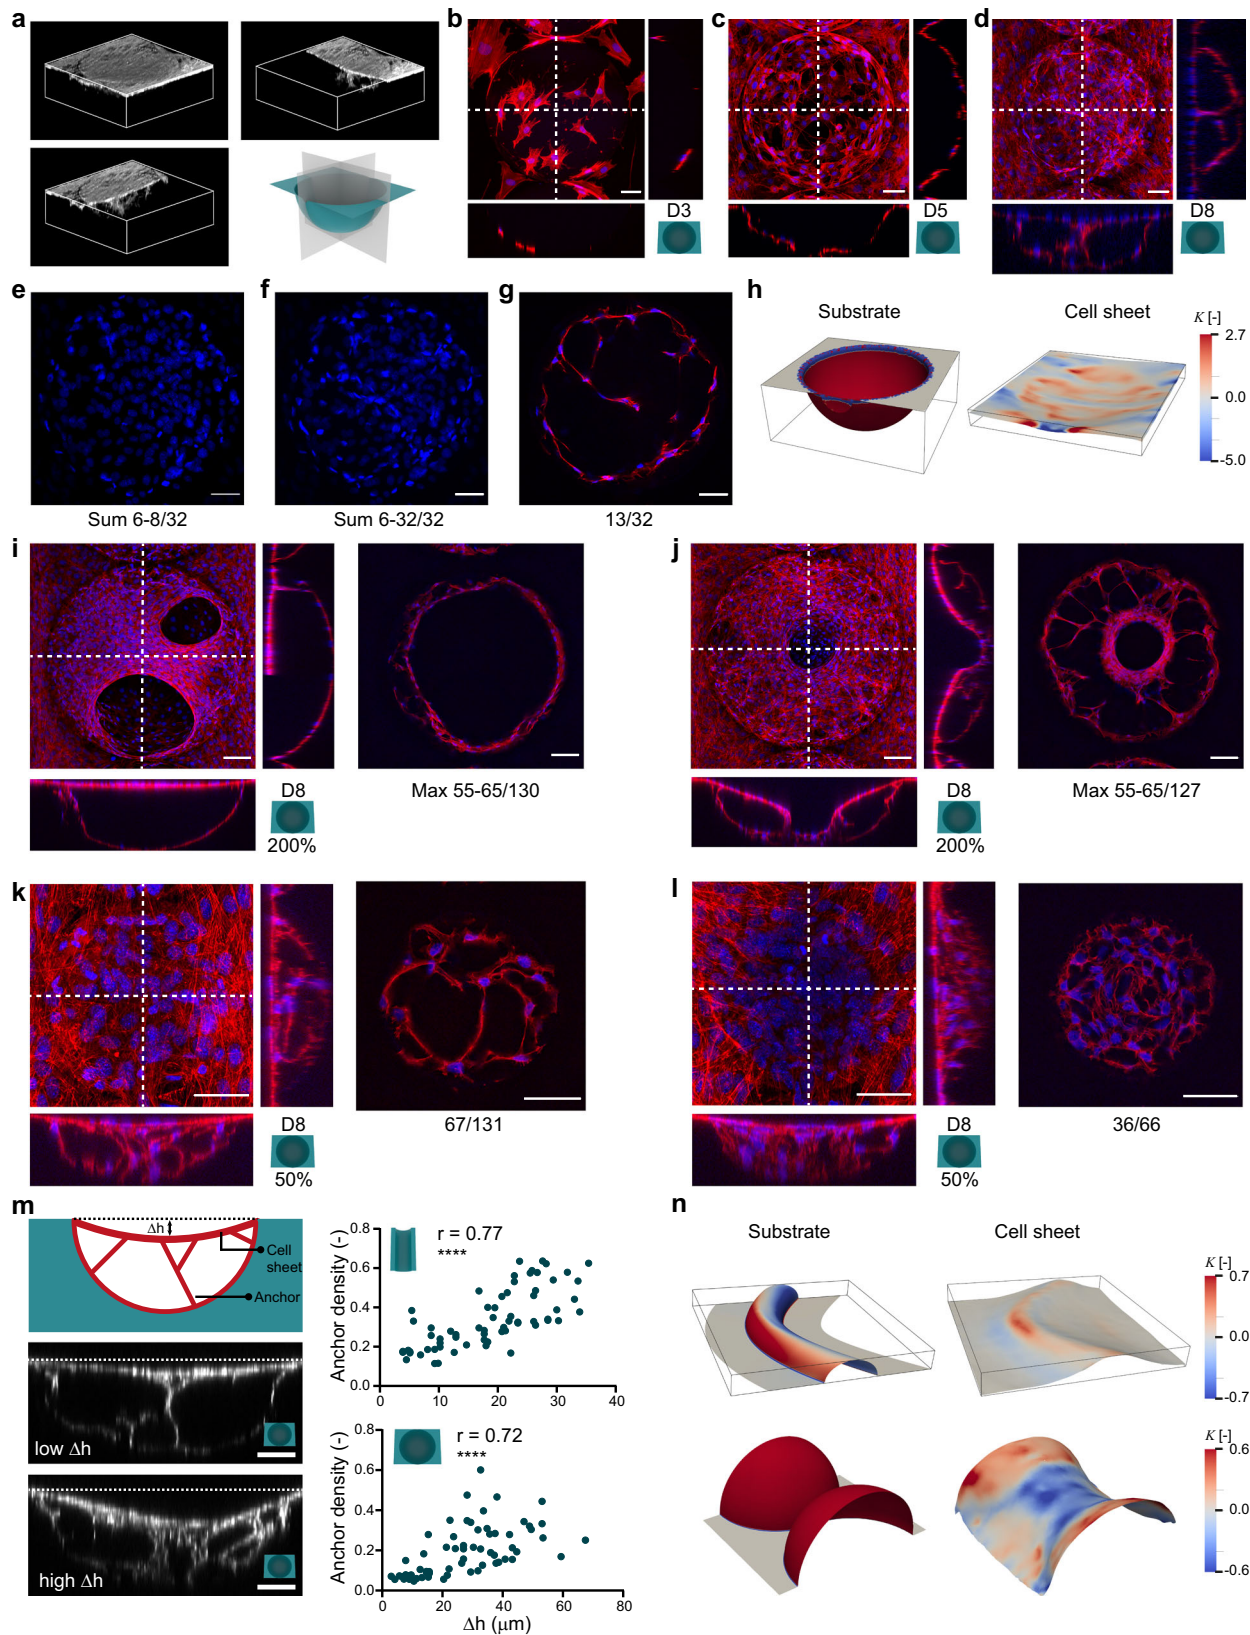 a
b
c
d
D3
D5
D8
e
f
g
h
Substrate
Cell sheet
K [-]
2.7
0.0
-5.0
Sum 6-8/32
Sum 6-32/32
13/32
i
j
Max 55-65/130
Max 55-65/127
D8
200%
D8
200%
k
l
67/131
36/66
D8
50%
D8
50%
m
Δh
Cell
sheet
Anchor
low Δh
high Δh
Anchor density (-)
0.8
0.6
0.4
0.2
0.0
r = 0.77
****
0
10
20
30
40
Anchor density (-)
0.8
0.6
0.4
0.2
0.0
r = 0.72
****
0
20
40
60
80
Δh (μm)
n
Substrate
Cell sheet
K [-]
0.7
0.0
-0.7
K [-]
0.6
0.0
-0.6